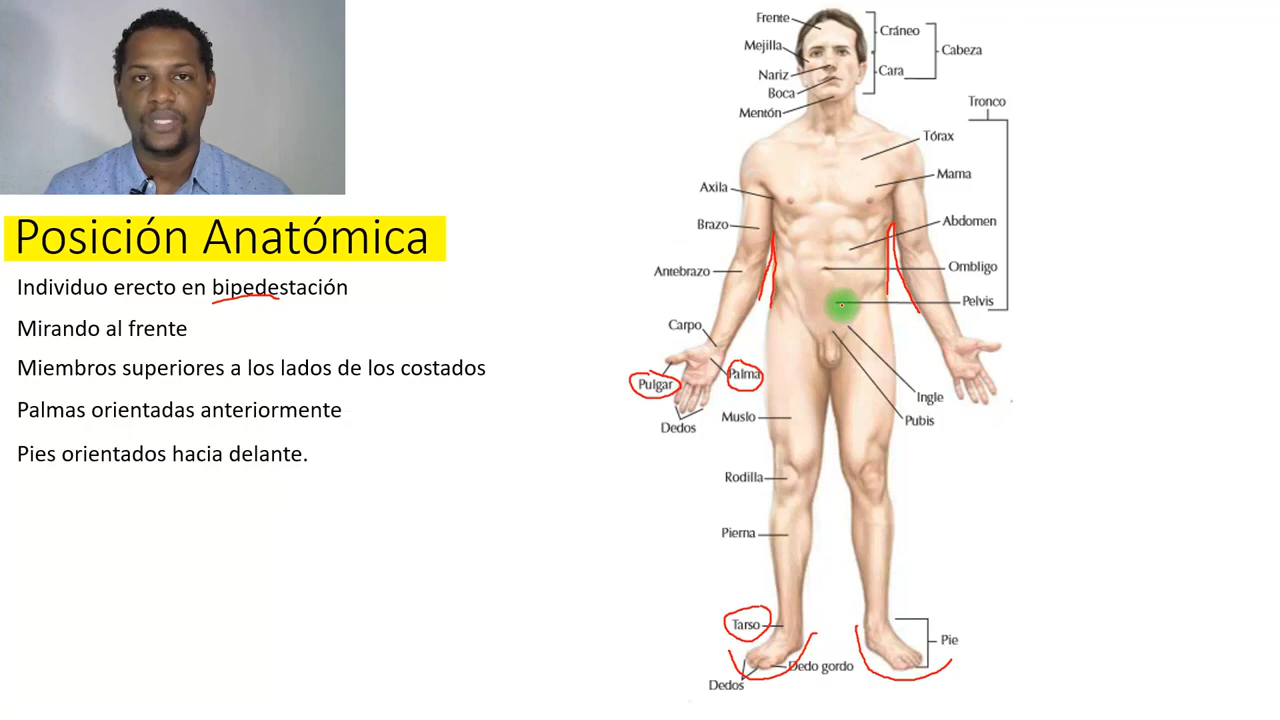 Posición Anatómica
Individuo erecto en bipedestación
Mirando al frente
Miembros superiores a los lados de los costados
Palmas orientadas anteriormente
Pies orientados hacia delante.
Frente
Cráneo
Mejilla
Cabeza
Nariz
Cara
Boca
Mentón
Tronco
Tórax
Mama
Axila
Abdomen
Brazo
Ombligo
Antebrazo
Pelvis
Carpo
Palma
Pulgar
Ingle
Muslo
Pubis
Dedos
Rodilla
Pierna
Tarso
Pie
Dedo gordo
Dedos